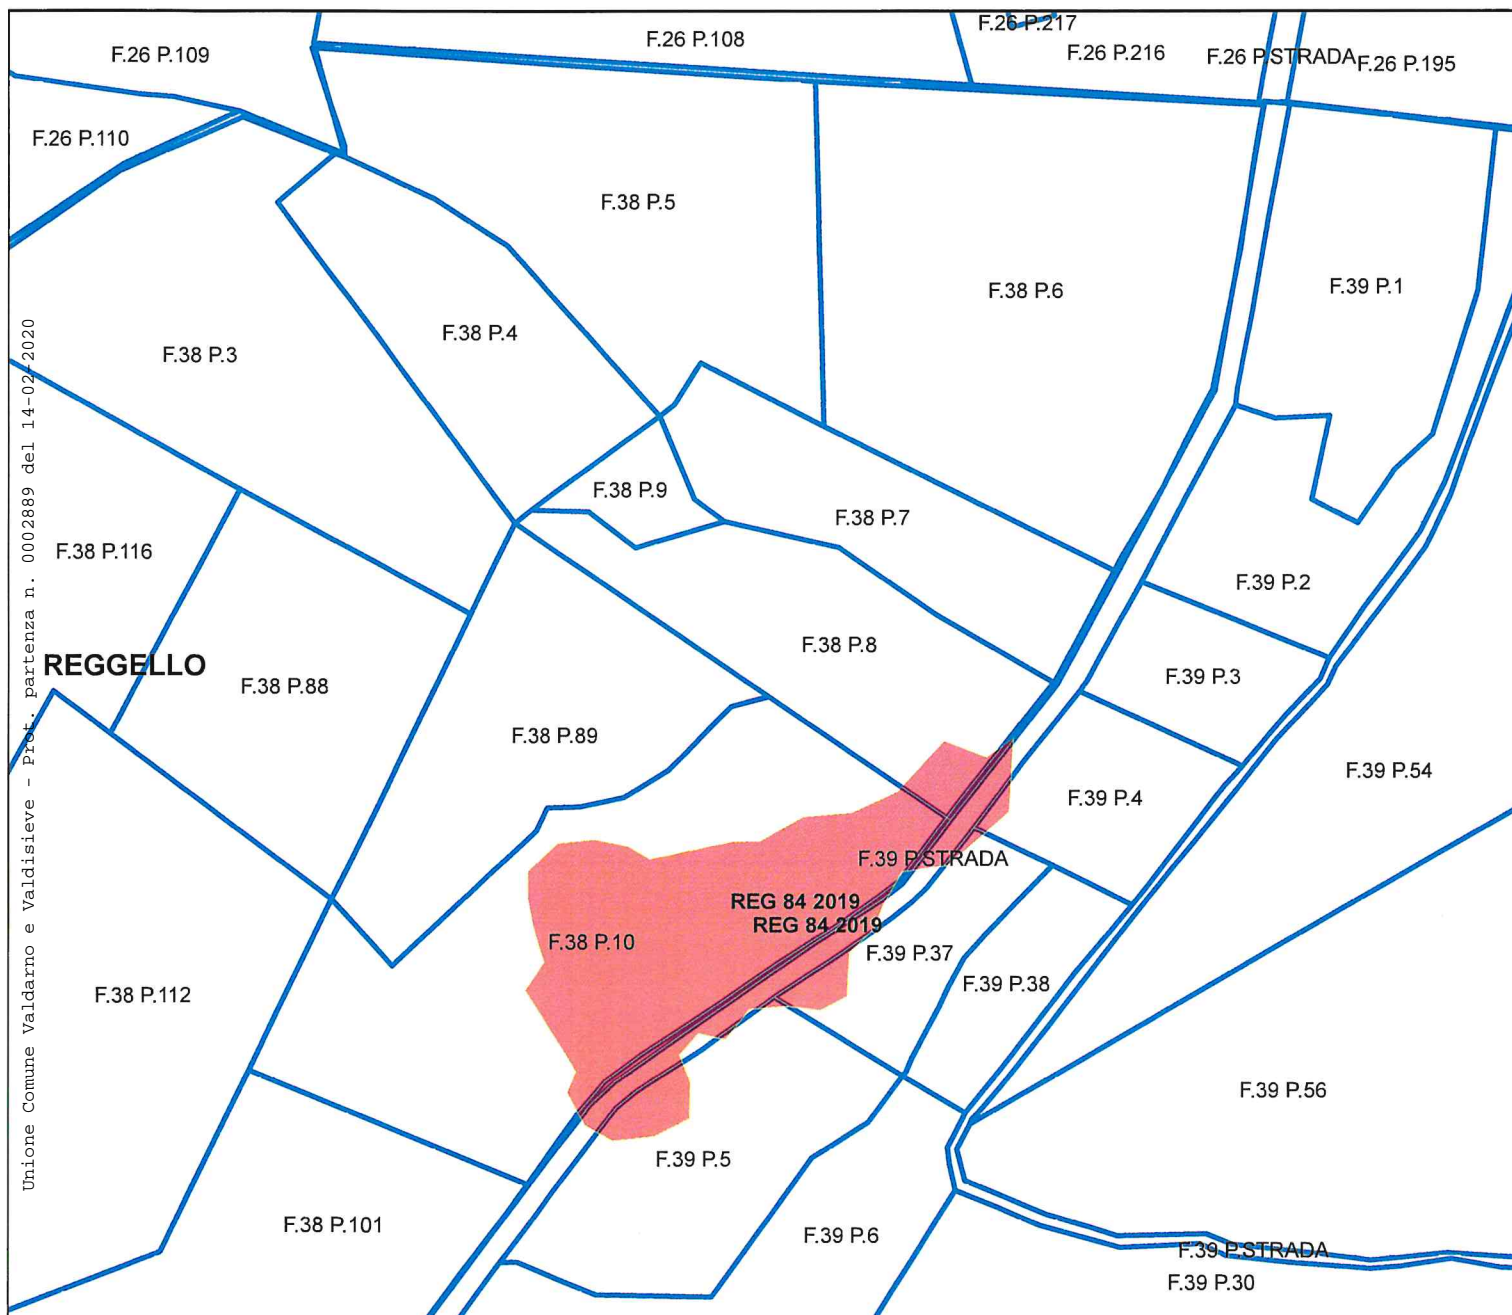 F.26 P.217
F.26 P.109
F.26 P.108
F.26 P.216
F.26 P.STRADA
F.26 P.195
F.26 P.110
F.38 P.5
F.38 P.6
F.39 P.1
F.38 P.4
F.38 P.3
F.38 P.9
F.38 P.7
F.38 P.116
F.39 P.2
F.38 P.8
REGGELLO
F.38 P.88
F.39 P.3
F.38 P.89
F.39 P.54
F.39 P.4
F.39 P.STRADA
REG 84 2019
REG 84 2019
F.38 P.10
F.39 P.37
F.39 P.38
F.38 P.112
F.39 P.56
F.39 P.5
F.38 P.101
F.39 P.6
F.39 P.STRADA
F.39 P.30
Unione Comune Valdarno e Valdisieve - Prot. partenza n. 0002889 del 14-02-2020